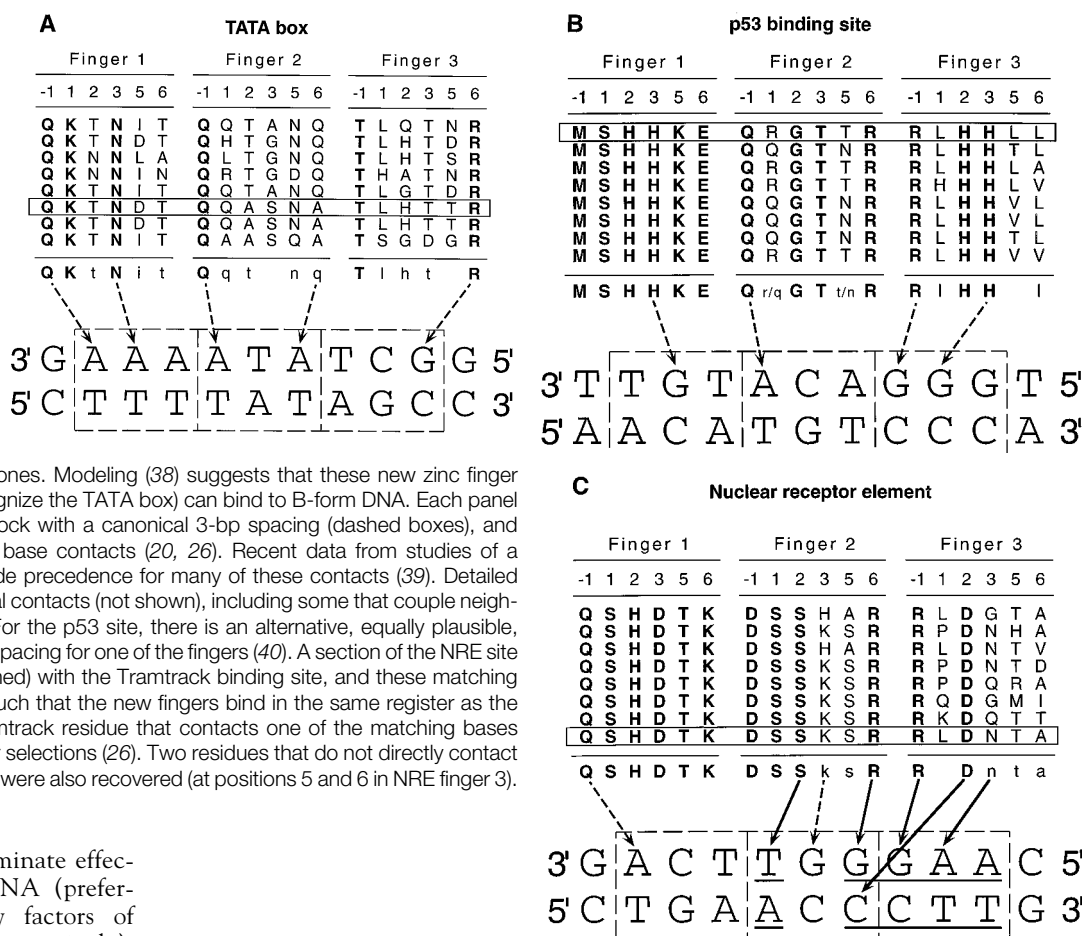 A
TATA box
Finger 1 Finger 2 Finger 3
-1 1 2 3 5 6 -1 1 2 3 5 6 -1 1 2 3 5 6
Q K T N I T Q Q T A N Q T L Q T N R
Q K T N D T Q H T G N Q T L H T D R
Q K N N L A Q L T G N Q T L H T S R
Q K N N I N Q R T G D Q T H A T N R
Q K T N I T Q Q T A N Q T L G T D R
Q K T N D T Q Q A S N A T L H T T R
Q K T N D T Q Q A S N A T L H T T R
Q K T N I T Q A A S Q A T S G D G R
Q K t N i t Q q t n q T l h t R
3' G A A A A T A T C G G 5'
5' C T T T T A T A G C C 3'
ones. Modeling (38) suggests that these new zinc finger
gnize the TATA box) can bind to B-form DNA. Each panel
ock with a canonical 3-bp spacing (dashed boxes), and
base contacts (20, 26). Recent data from studies of a
de precedence for many of these contacts (39). Detailed
al contacts (not shown), including some that couple neigh-
For the p53 site, there is an alternative, equally plausible,
spacing for one of the fingers (40). A section of the NRE site
ned) with the Tramtrack binding site, and these matching
uch that the new fingers bind in the same register as the
amtrack residue that contacts one of the matching bases
r selections (26). Two residues that do not directly contact
were also recovered (at positions 5 and 6 in NRE finger 3).
minate effec-
NA (prefer-
y factors of
B
p53 binding site
Finger 1 Finger 2 Finger 3
-1 1 2 3 5 6 -1 1 2 3 5 6 -1 1 2 3 5 6
M S H H K E Q R G T T R R L H H L L
M S H H K E Q Q G T N R R L H H T L
M S H H K E Q R G T T R R L H H L A
M S H H K E Q R G T T R R H H H L V
M S H H K E Q Q G T N R R L H H V L
M S H H K E Q Q G T N R R L H H V L
M S H H K E Q Q G T N R R L H H T L
M S H H K E Q R G T T R R L H H V V
M S H H K E Q r/q G T t/n R R l H H l
3' T T G T A C A G G G T 5'
5' A A C A T G T C C C A 3'
C
Nuclear receptor element
Finger 1 Finger 2 Finger 3
-1 1 2 3 5 6 -1 1 2 3 5 6 -1 1 2 3 5 6
Q S H D T K D S S H A R R L D G T A
Q S H D T K D S S K S R R P D N H A
Q S H D T K D S S H A R R L D N T V
Q S H D T K D S S K S R R P D N T D
Q S H D T K D S S K S R R P D Q R A
Q S H D T K D S S K S R R Q D G M I
Q S H D T K D S S K S R R K D Q T T
Q S H D T K D S S K S R R L D N T A
Q S H D T K D S S k s R R D n t a
3' G A C T T G G G A A C 5'
5' C T G A A C C C T T G 3'